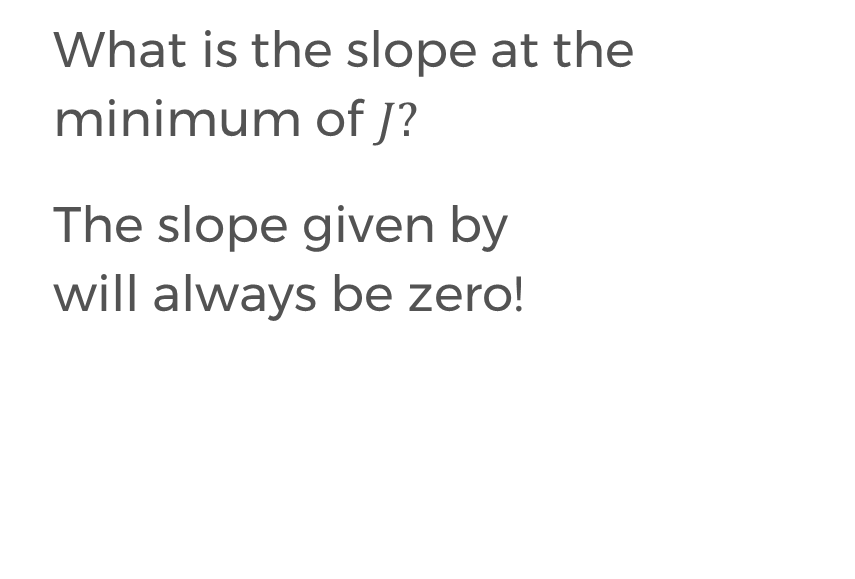 What is the slope at the
minimum of J?
The slope given by
will always be zero!